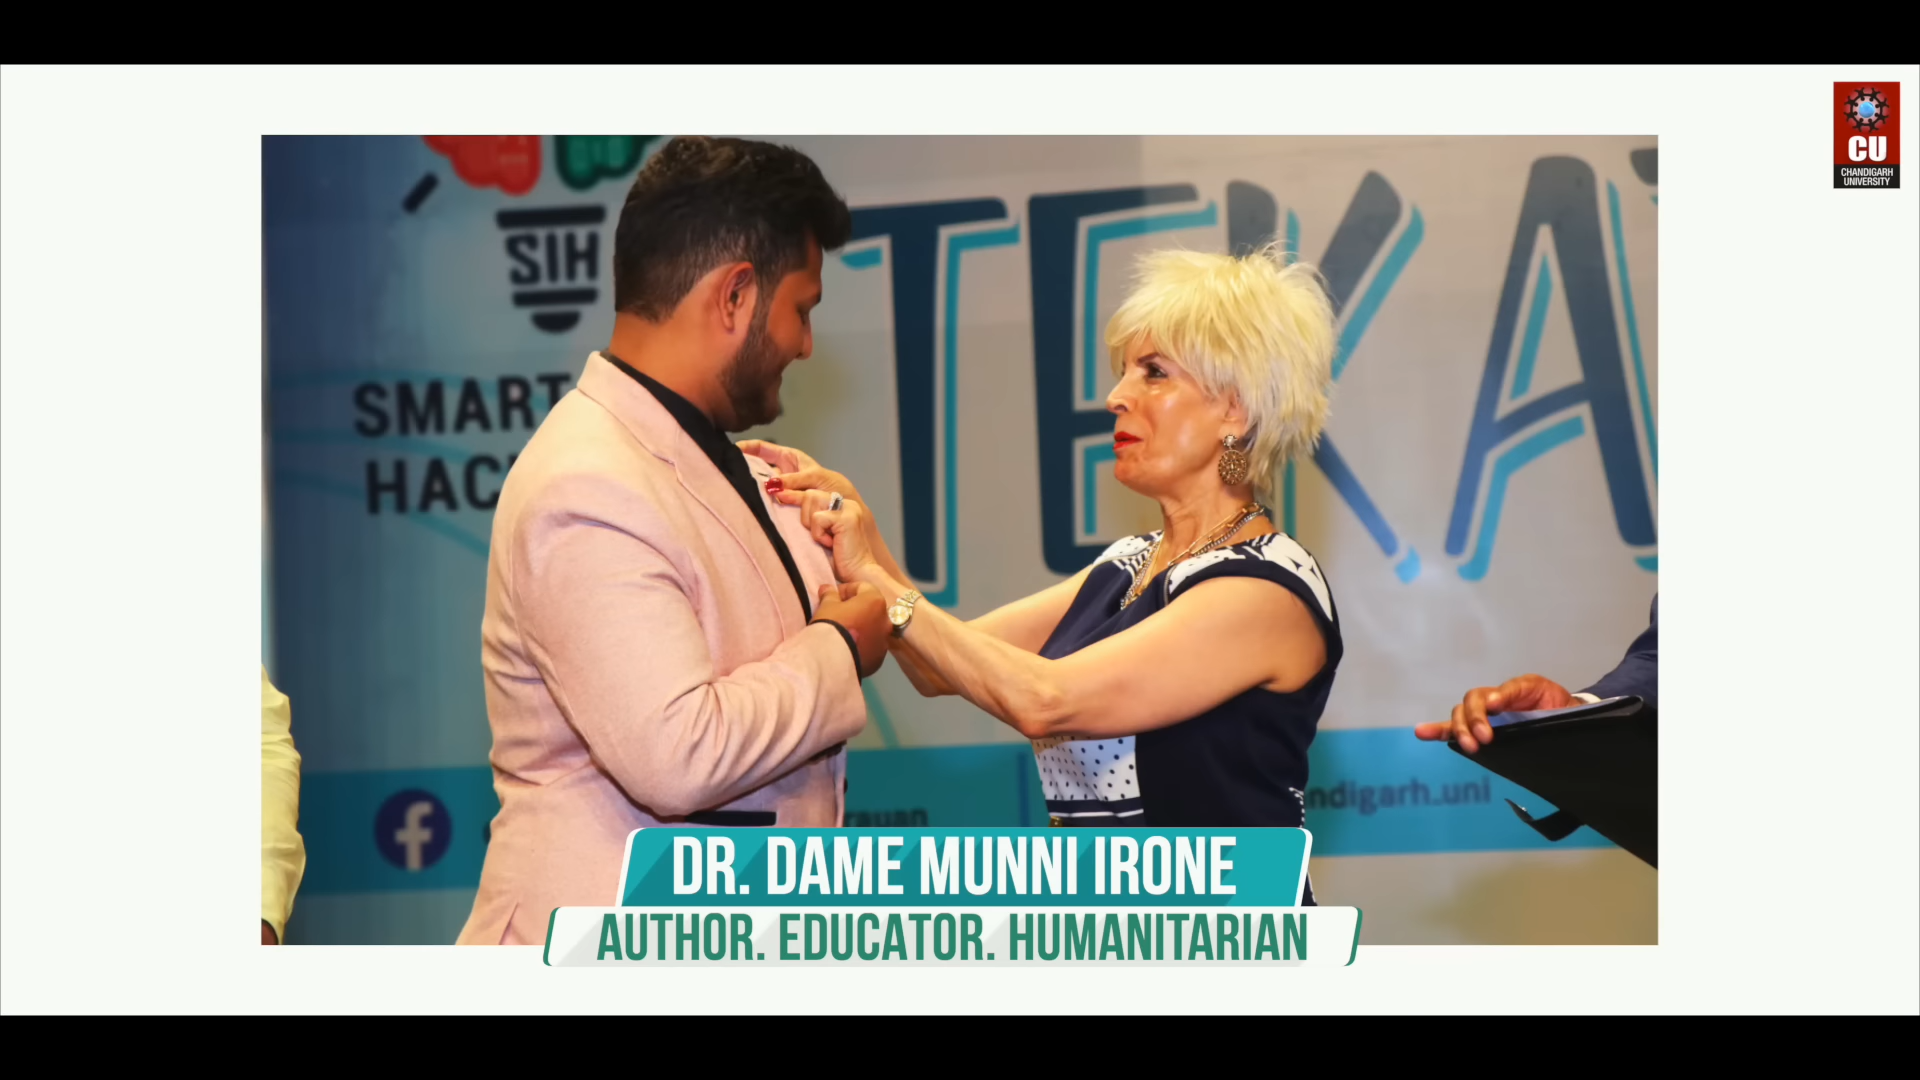 CU
CHANDIGARH
UNIVERSITY
SIH
TEKA
SMART
HAC
ndigarh.uni
DR. DAME MUNNI IRONE
AUTHOR. EDUCATOR. HUMANITARIAN